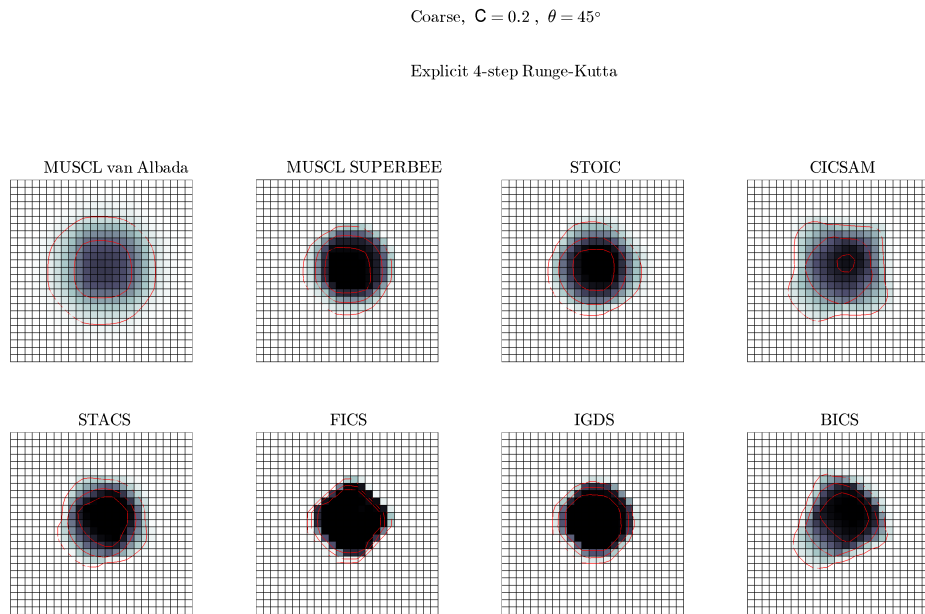 Coarse, C = 0.2 , θ = 45°
Explicit 4-step Runge-Kutta
MUSCL van Albada
MUSCL SUPERBEE
STOIC
CICSAM
STACS
FICS
IGDS
BICS